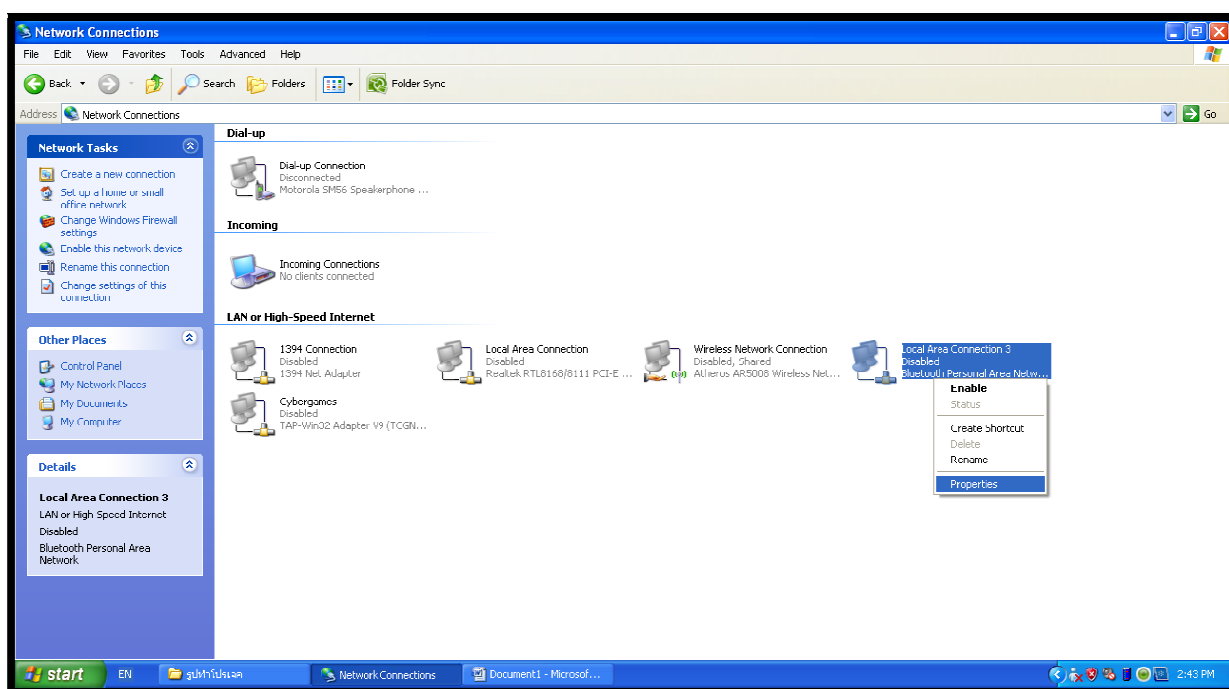 Network Connections
File Edit View Favorites Tools Advanced Help
Back Search Folders Folder Sync
Address Network Connections Go
Network Tasks
Create a new connection
Set up a home or small
office network
Change Windows Firewall
settings
Enable this network device
Rename this connection
Change settings of this
connection
Other Places
Control Panel
My Network Places
My Documents
My Computer
Details
Local Area Connection 3
LAN or High-Speed Internet
Disabled
Bluetooth Personal Area
Network
Dial-up
Dial-up Connection
Disconnected
Motorola SM56 Speakerphone ...
Incoming
Incoming Connections
No clients connected
LAN or High-Speed Internet
1394 Connection
Disabled
1394 Net Adapter
Local Area Connection
Disabled
Realtek RTL8168/8111 PCI-E ...
Wireless Network Connection
Disabled, Shared
Atheros AR5008 Wireless Net...
Local Area Connection 3
Disabled
Bluetooth Personal Area Netw...
Cybergames
Disabled
TAP-Win32 Adapter V9 (TCGN...
Enable
Status
Create Shortcut
Delete
Rename
Properties
start EN รูปทำโปรเจค Network Connections Document1 - Microsof... 2:43 PM